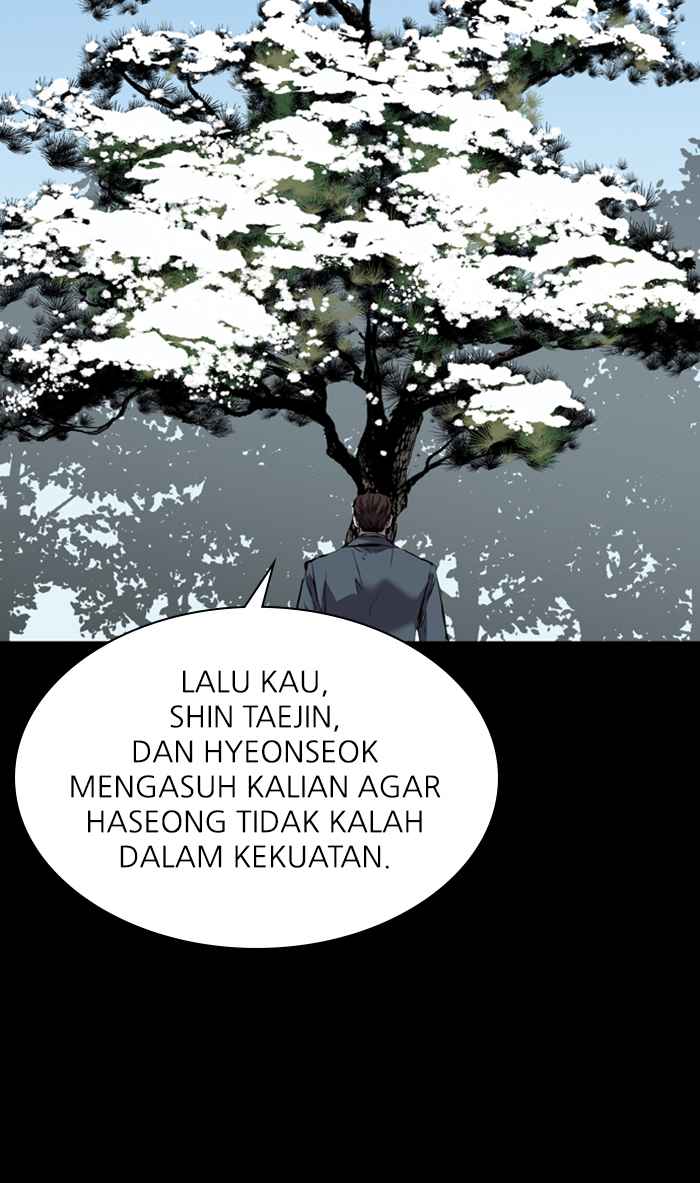 LALU KAU,
SHIN TAEJIN,
DAN HYEONSEOK
MENGASUH KALIAN AGAR
HASEONG TIDAK KALAH
DALAM KEKUATAN.